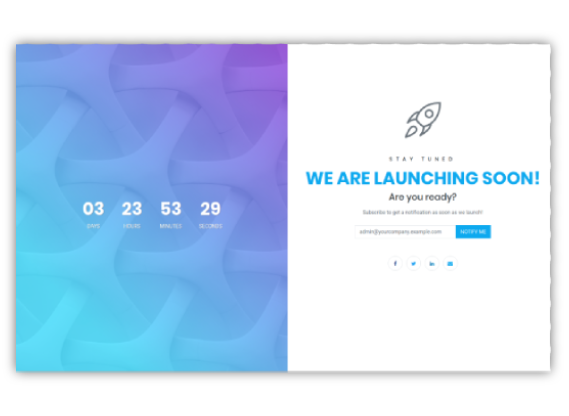 03 23 53 29
DAYS HOURS MINUTES SECONDS
STAY TUNED
WE ARE LAUNCHING SOON!
Are you ready?
Subscribe to get a notification as soon as we launch!
admin@yourcompany.example.com NOTIFY ME